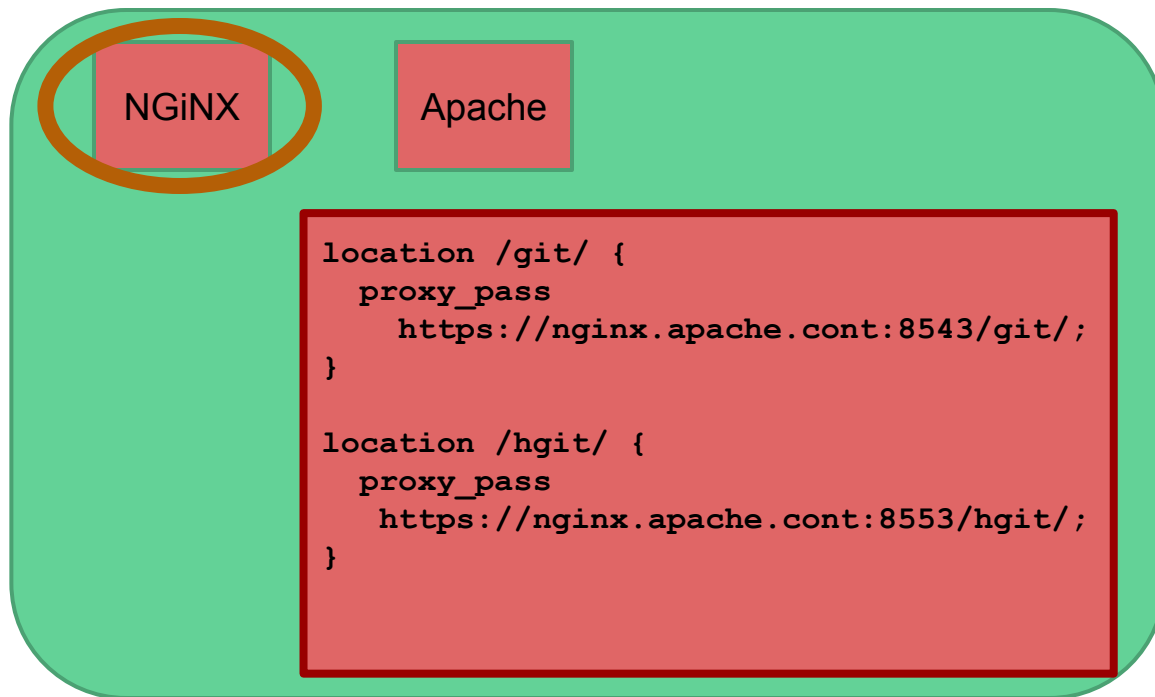 NGiNX
Apache
location /git/ {
  proxy_pass
    https://nginx.apache.cont:8543/git/;
}

location /hgit/ {
  proxy_pass
   https://nginx.apache.cont:8553/hgit/;
}